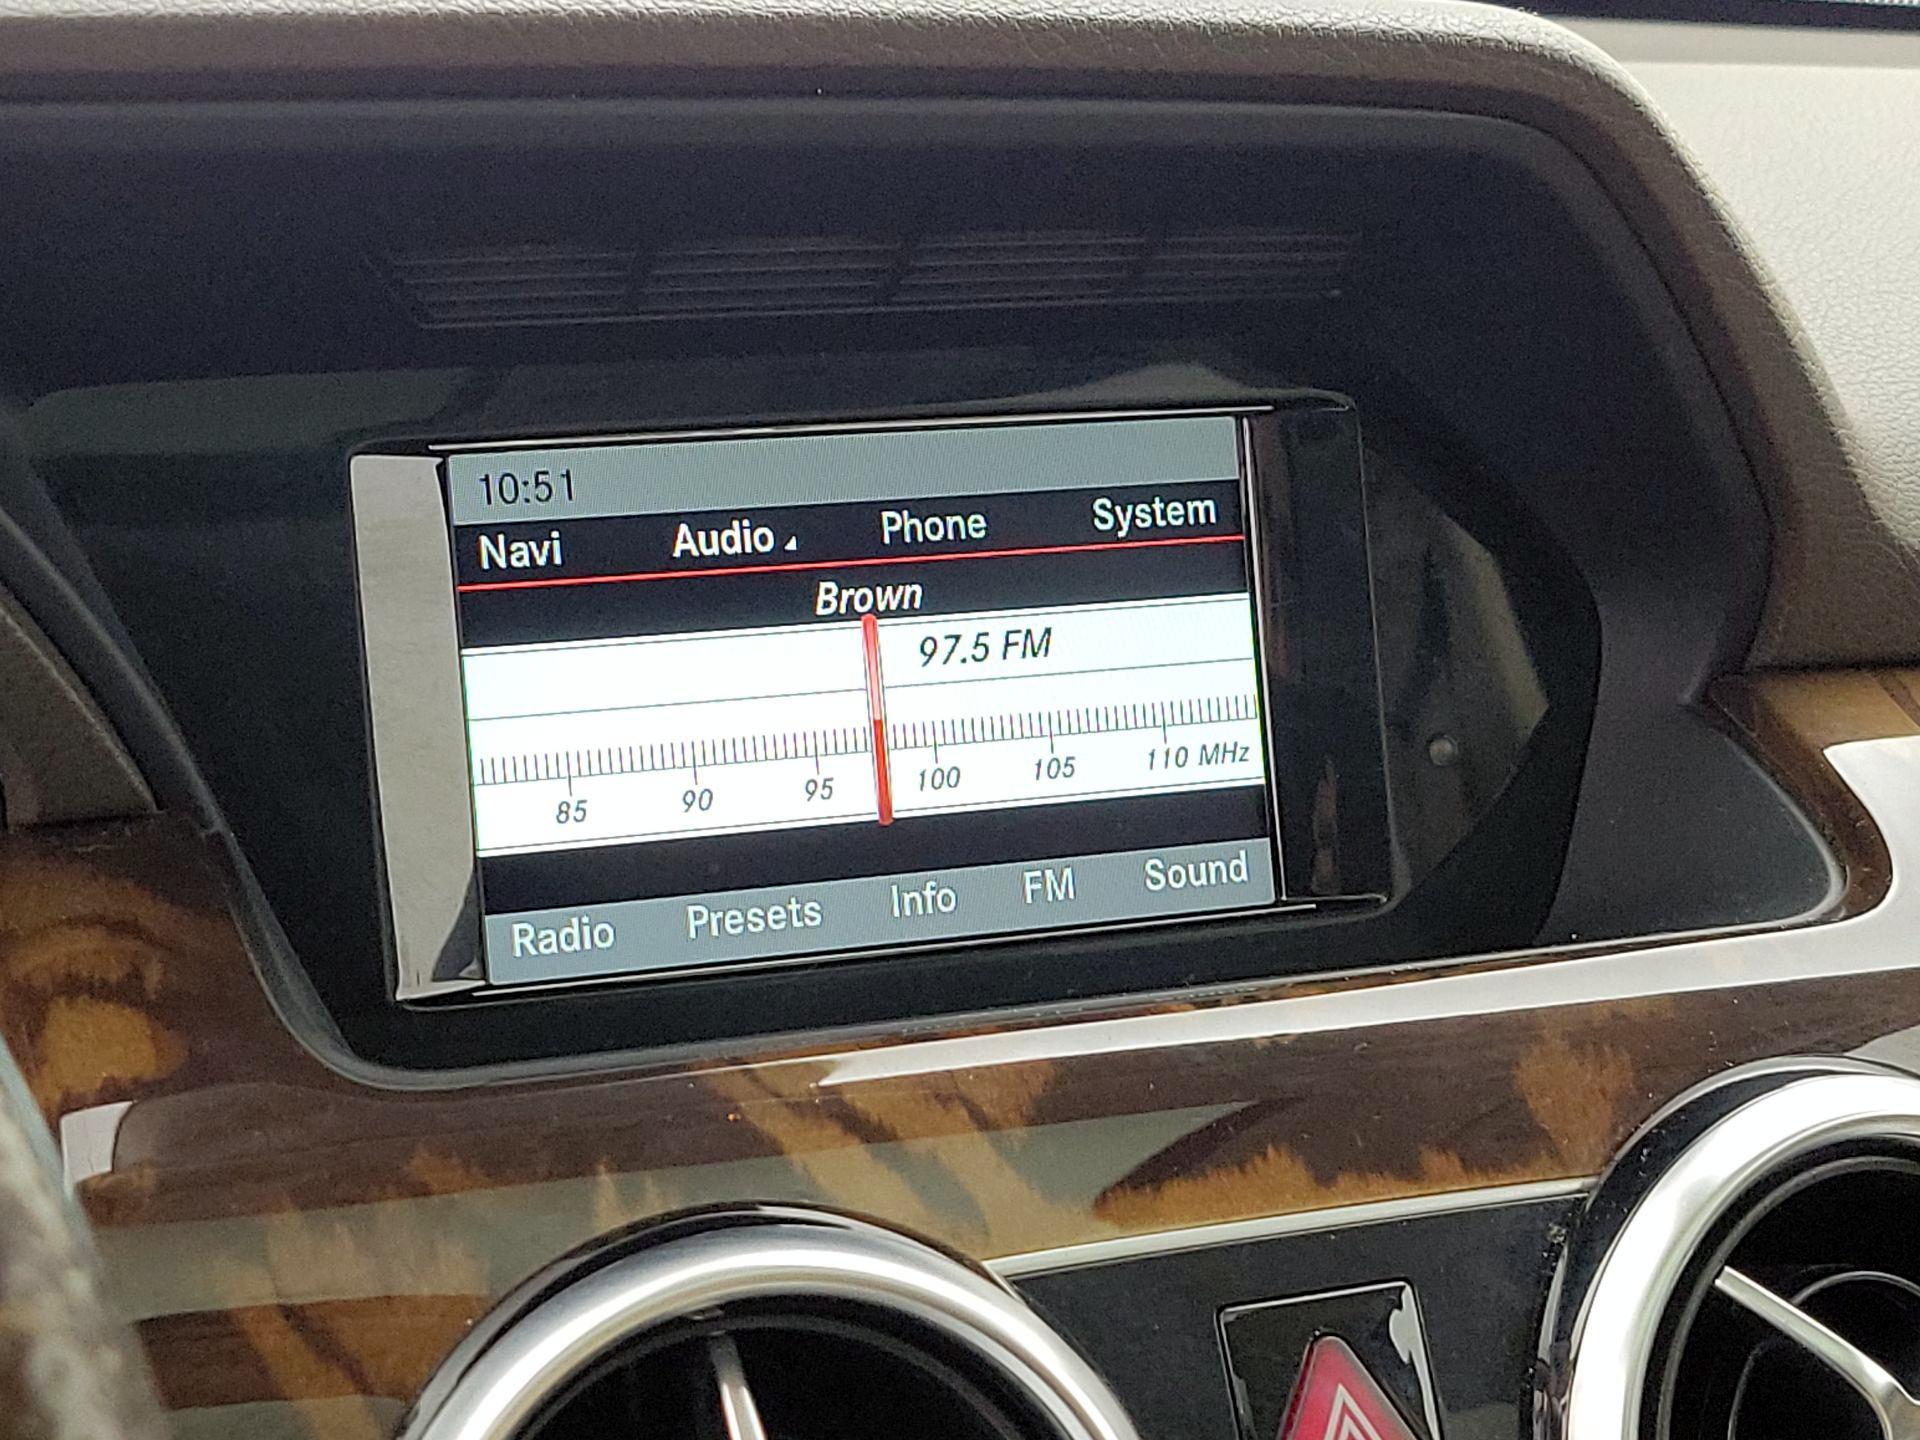 10:51
Navi Audio Phone System
Brown
97.5 FM
85 90 95 100 105 110 MHz
Radio Presets Info FM Sound